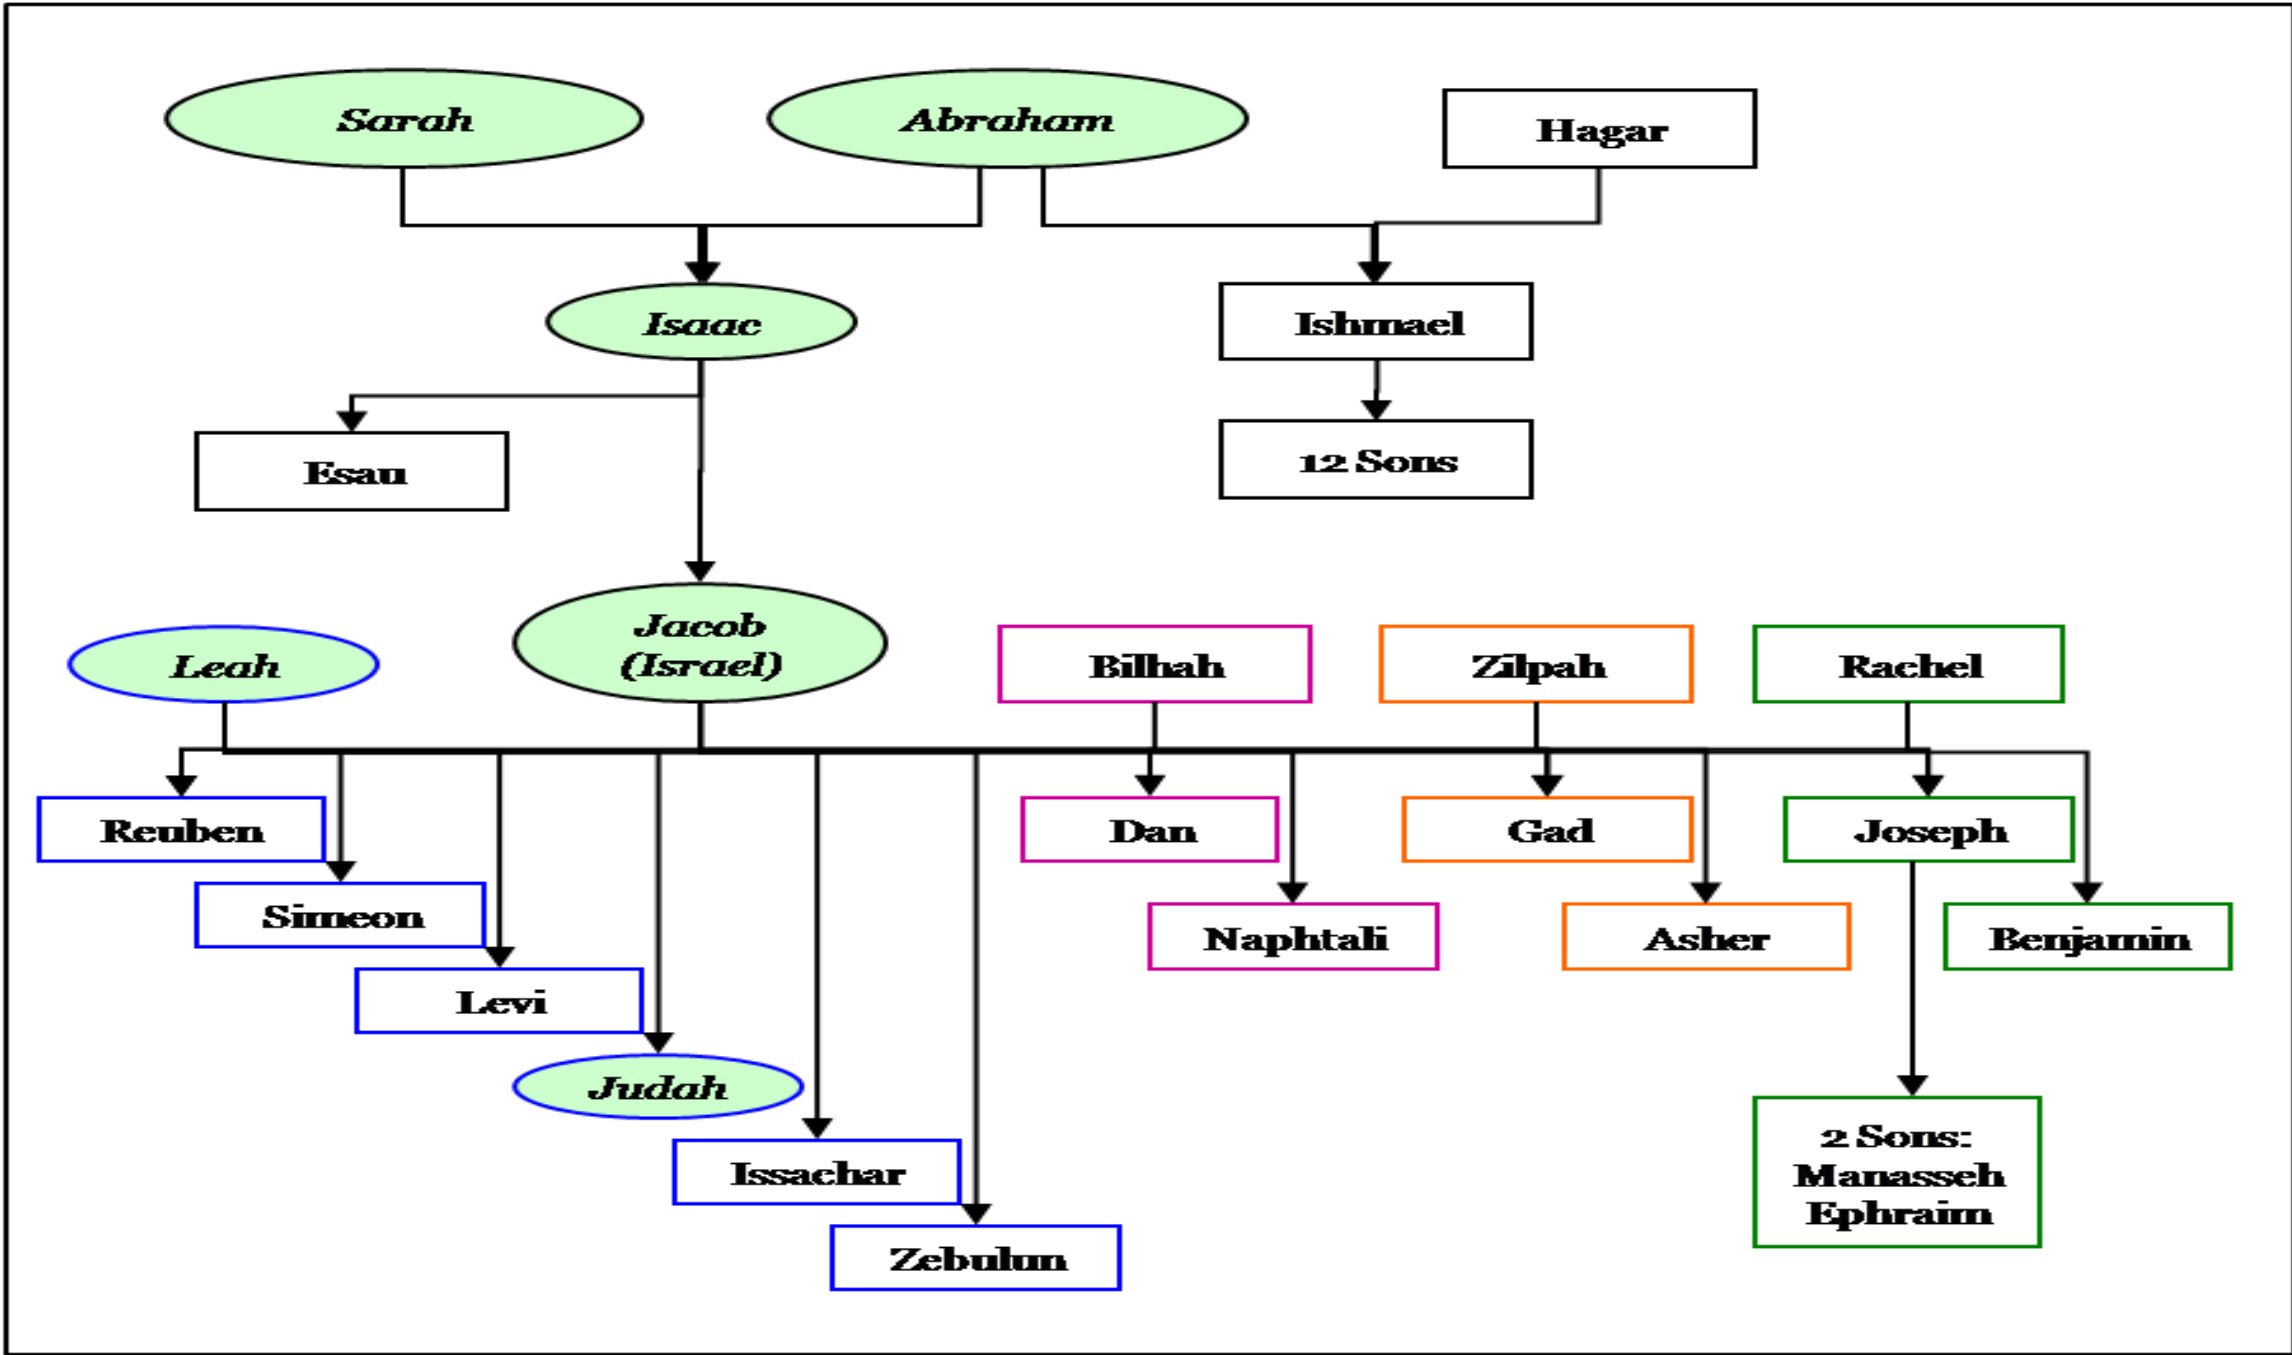 Sarah
Abraham
Hagar
Isaac
Ishmael
Esau
12 Sons
Jacob
(Israel)
Leah
Bilhah
Zilpah
Rachel
Reuben
Dan
Gad
Joseph
Simeon
Naphtali
Asher
Benjamin
Levi
Judah
Issachar
2 Sons:
Manasseh
Ephraim
Zebulun